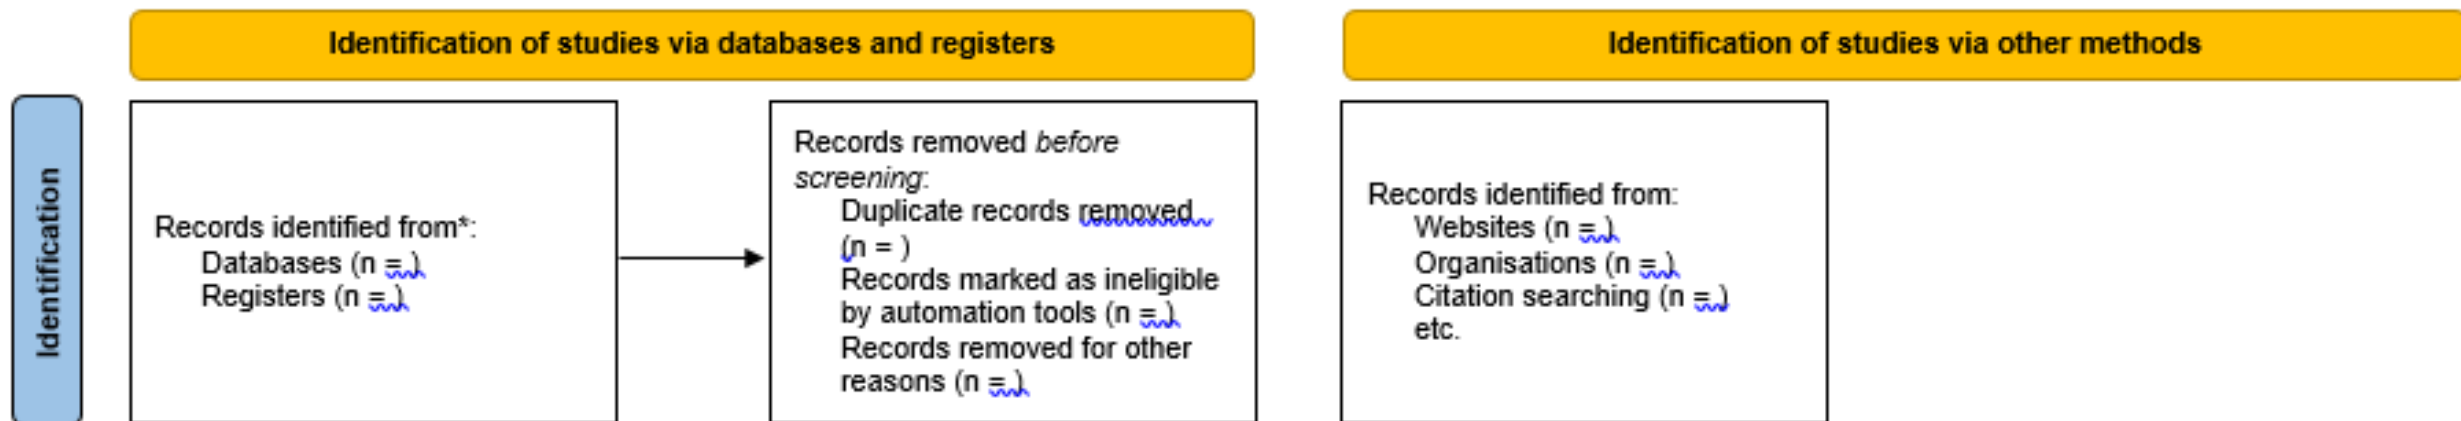 Identification of studies via databases and registers
Identification of studies via other methods
Identification
Records identified from*:
Databases (n = )
Registers (n = )
Records removed before
screening:
Duplicate records removed
(n = )
Records marked as ineligible
by automation tools (n = )
Records removed for other
reasons (n = )
Records identified from:
Websites (n = )
Organisations (n = )
Citation searching (n = )
etc.